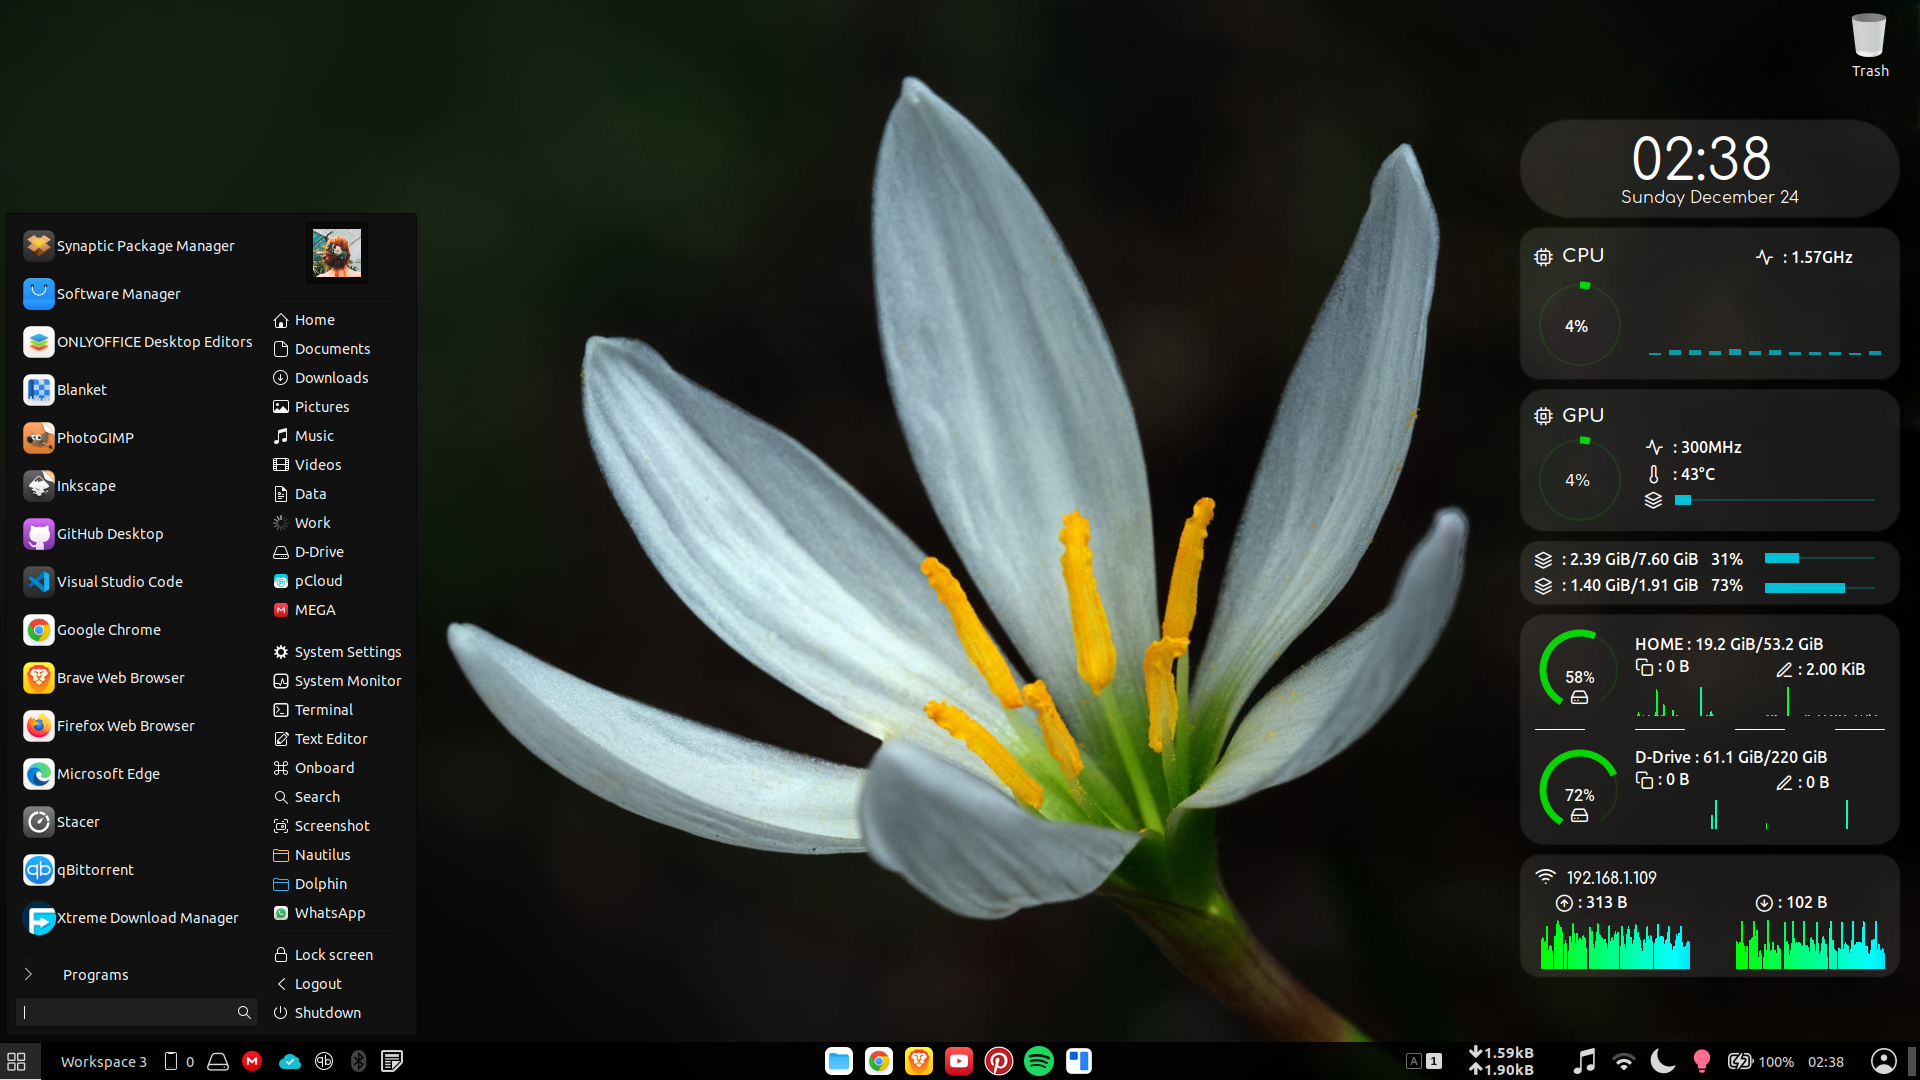 Trash
02:38
Sunday December 24
CPU
: 1.57GHz
4%
GPU
4%
: 300MHz
: 43°C
: 2.39 GiB/7.60 GiB 31%
: 1.40 GiB/1.91 GiB 73%
HOME : 19.2 GiB/53.2 GiB
: 0 B
: 2.00 KiB
58%
D-Drive : 61.1 GiB/220 GiB
: 0 B
: 0 B
72%
192.168.1.109
: 313 B
: 102 B
Synaptic Package Manager
Software Manager
ONLYOFFICE Desktop Editors
Blanket
PhotoGIMP
Inkscape
GitHub Desktop
Visual Studio Code
Google Chrome
Brave Web Browser
Firefox Web Browser
Microsoft Edge
Stacer
qBittorrent
Xtreme Download Manager
Programs
Home
Documents
Downloads
Pictures
Music
Videos
Data
Work
D-Drive
pCloud
MEGA
System Settings
System Monitor
Terminal
Text Editor
Onboard
Search
Screenshot
Nautilus
Dolphin
WhatsApp
Lock screen
Logout
Shutdown
Workspace 3
0
A 1
1.59kB
1.90kB
100%
02:38